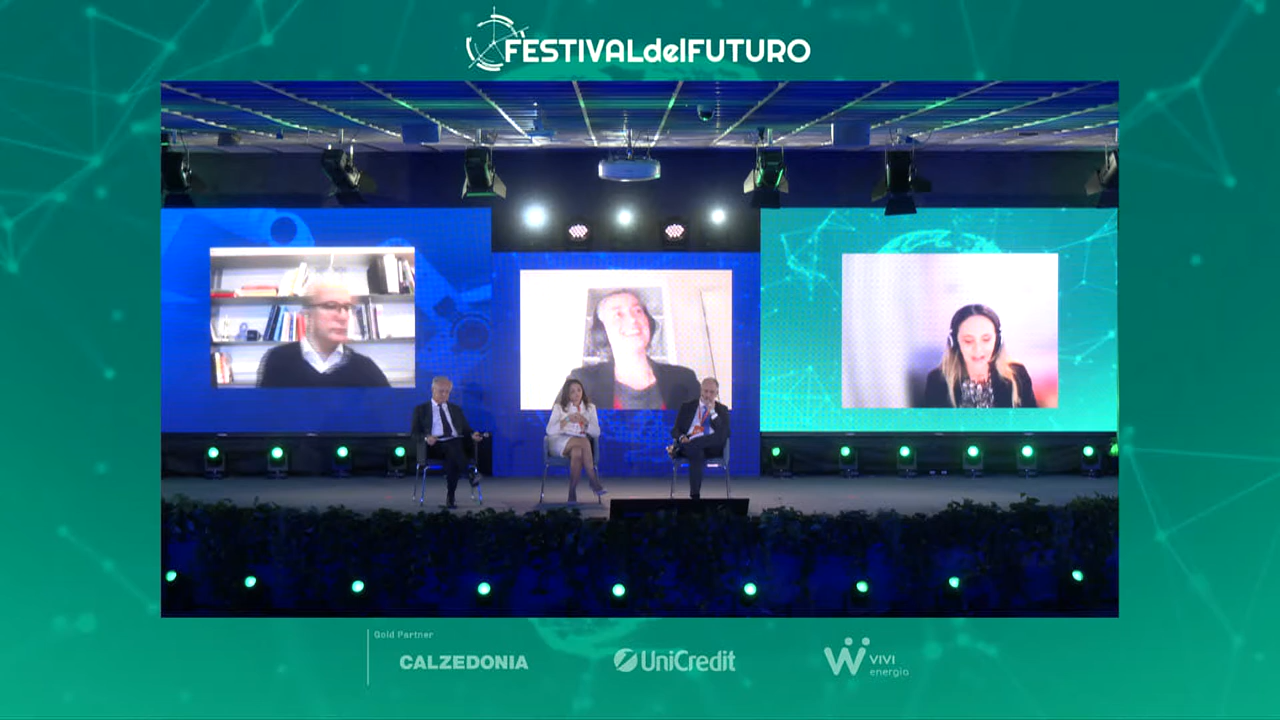 FESTIVALdelFUTURO
Gold Partner
CALZEDONIA
UniCredit
W VIVI
energia